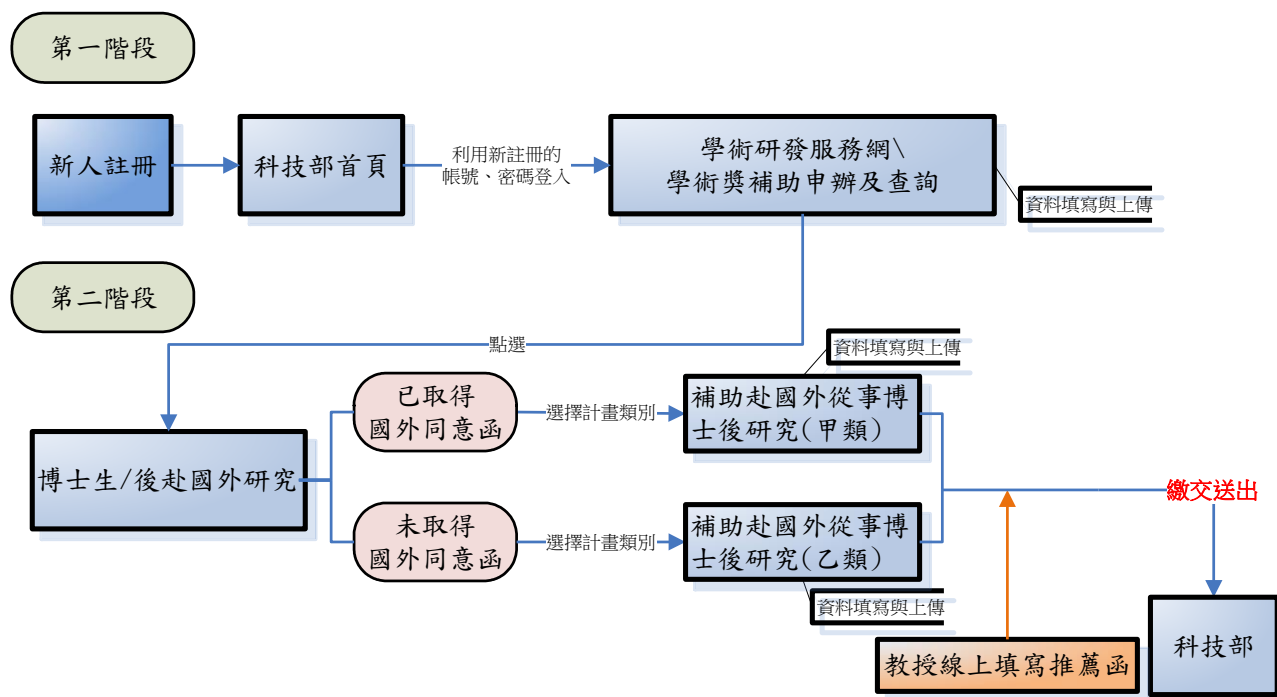 第一階段
新人註冊
科技部首頁
利用新註冊的
帳號、密碼登入
學術研發服務網\
學術獎補助申辦及查詢
資料填寫與上傳
第二階段
點選
資料填寫與上傳
已取得
國外同意函
選擇計畫類別
補助赴國外從事博
士後研究(甲類)
博士生/後赴國外研究
繳交送出
未取得
國外同意函
選擇計畫類別
補助赴國外從事博
士後研究(乙類)
資料填寫與上傳
教授線上填寫推薦函
科技部